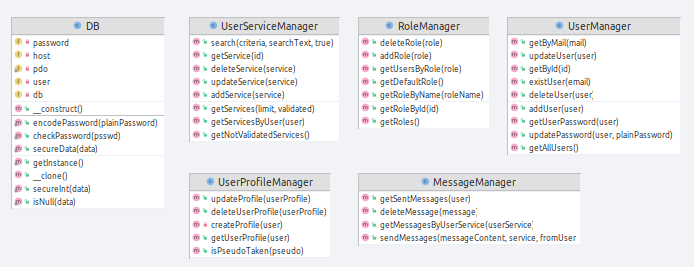 DB
password
host
pdo
user
db
__construct()
encodePassword(plainPassword)
checkPassword(psswd)
secureData(data)
getInstance()
__clone()
secureInt(data)
isNull(data)
UserServiceManager
search(criteria, searchText, true)
getService(id)
deleteService(service)
updateService(service)
addService(service)
getServices(limit, validated)
getServicesByUser(user)
getNotValidatedServices()
RoleManager
deleteRole(role)
addRole(role)
getUsersByRole(role)
getDefaultRole()
getRoleByName(roleName)
getRoleById(id)
getRoles()
UserManager
getByMail(mail)
updateUser(user)
getById(id)
existUser(email)
deleteUser(user)
addUser(user)
getUserPassword(user)
updatePassword(user, plainPassword)
getAllUsers()
UserProfileManager
updateProfile(userProfile)
deleteUserProfile(userProfile)
createProfile(user)
getUserProfile(user)
isPseudoTaken(pseudo)
MessageManager
getSentMessages(user)
deleteMessage(message)
getMessagesByUserService(userService)
sendMessages(messageContent, service, fromUser